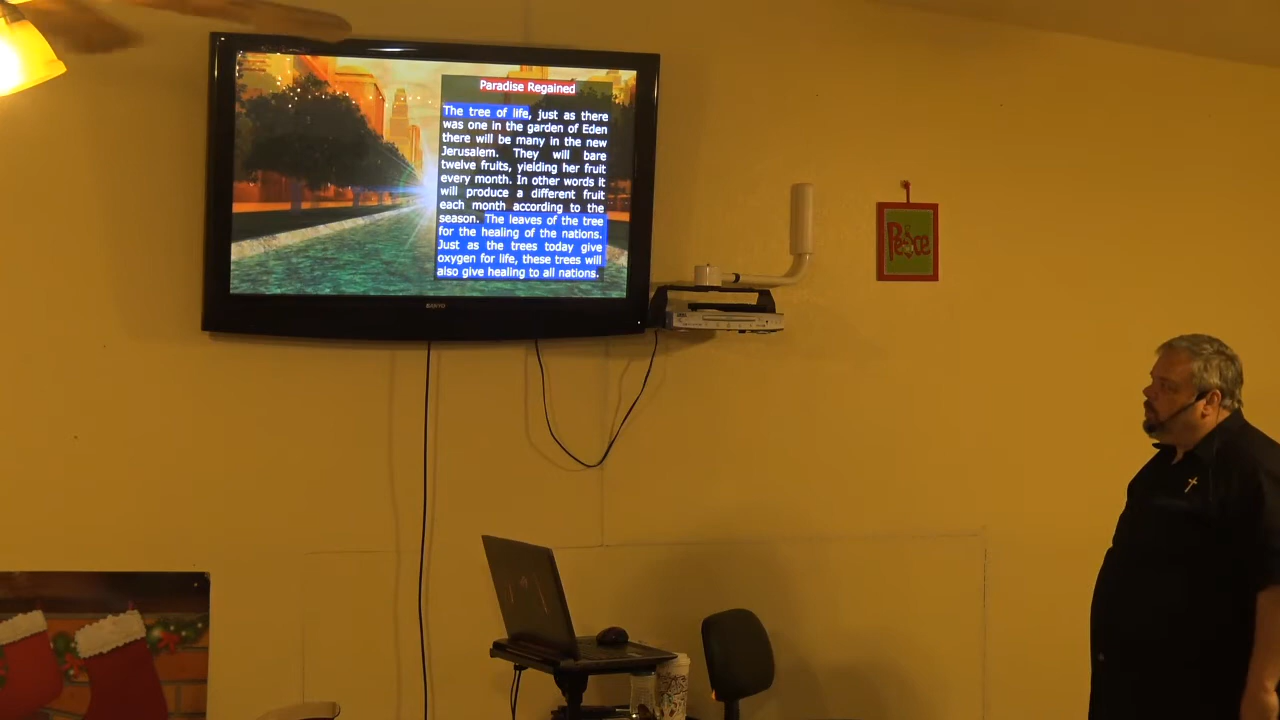 Paradise Regained
The tree of life, just as there
was one in the garden of Eden
there will be many in the new
Jerusalem. They will bare
twelve fruits, yielding her fruit
every month. In other words it
will produce a different fruit
each month according to the
season. The leaves of the tree
for the healing of the nations.
Just as the trees today give
oxygen for life, these trees will
also give healing to all nations.
SANYO
Peace